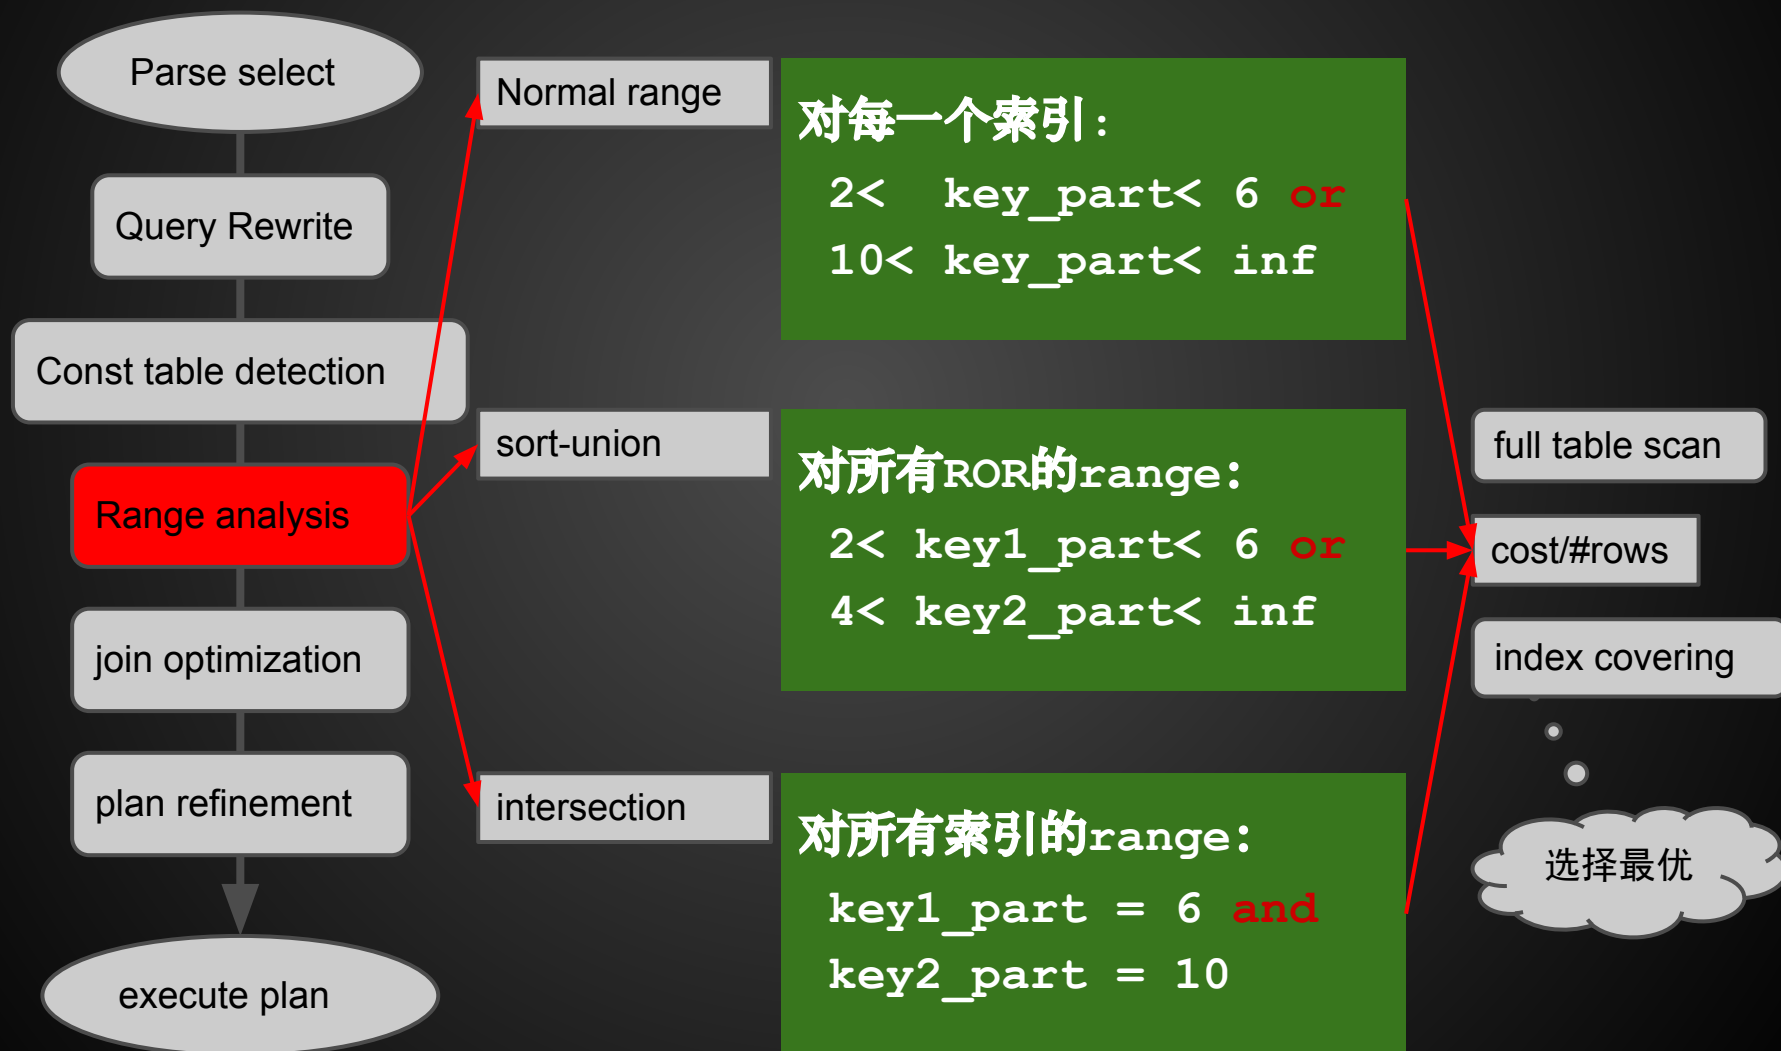 Parse select
Query Rewrite
Const table detection
Range analysis
join optimization
plan refinement
execute plan
Normal range
对每一个索引:
2<  key_part< 6 or
10< key_part< inf
sort-union
对所有ROR的range:
2< key1_part< 6 or
4< key2_part< inf
intersection
对所有索引的range:
key1_part = 6 and
key2_part = 10
full table scan
cost/#rows
index covering
选择最优